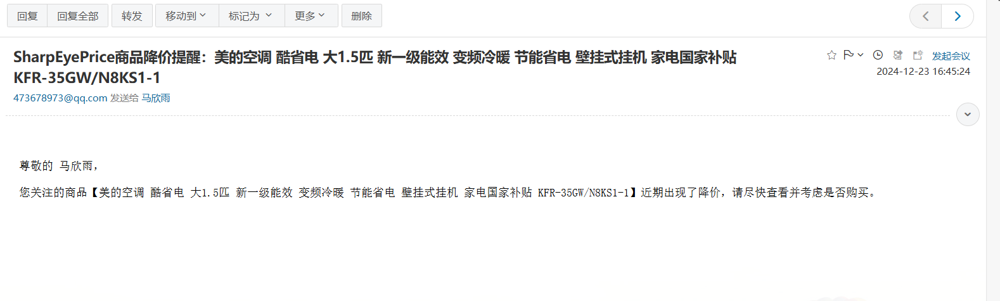 回复 回复全部 转发 移动到 标记为 更多 删除
SharpEyePrice商品降价提醒：美的空调 酷省电 大1.5匹 新一级能效 变频冷暖 节能省电 壁挂式挂机 家电国家补贴
KFR-35GW/N8KS1-1
发起会议
2024-12-23 16:45:24
473678973@qq.com 发送给 马欣雨
尊敬的 马欣雨，
您关注的商品【美的空调 酷省电 大1.5匹 新一级能效 变频冷暖 节能省电 壁挂式挂机 家电国家补贴 KFR-35GW/N8KS1-1】近期出现了降价，请尽快查看并考虑是否购买。